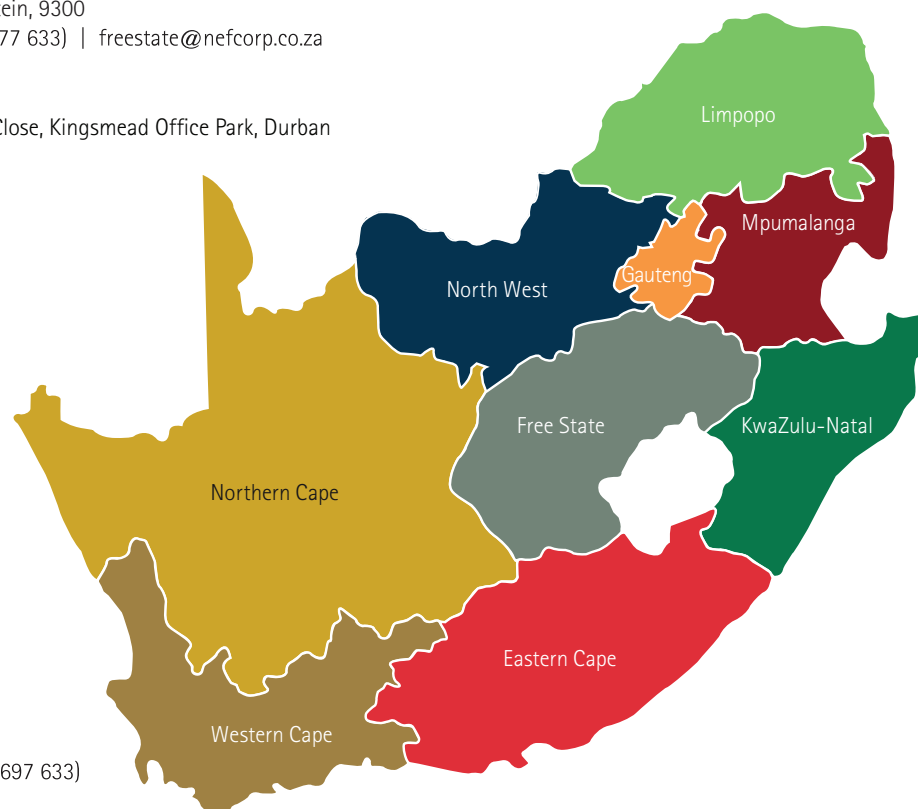 tein, 9300
77 633) | freestate@nefcorp.co.za
Close, Kingsmead Office Park, Durban
Limpopo
Mpumalanga
Gauteng
North West
Free State
KwaZulu-Natal
Northern Cape
Eastern Cape
Western Cape
697 633)